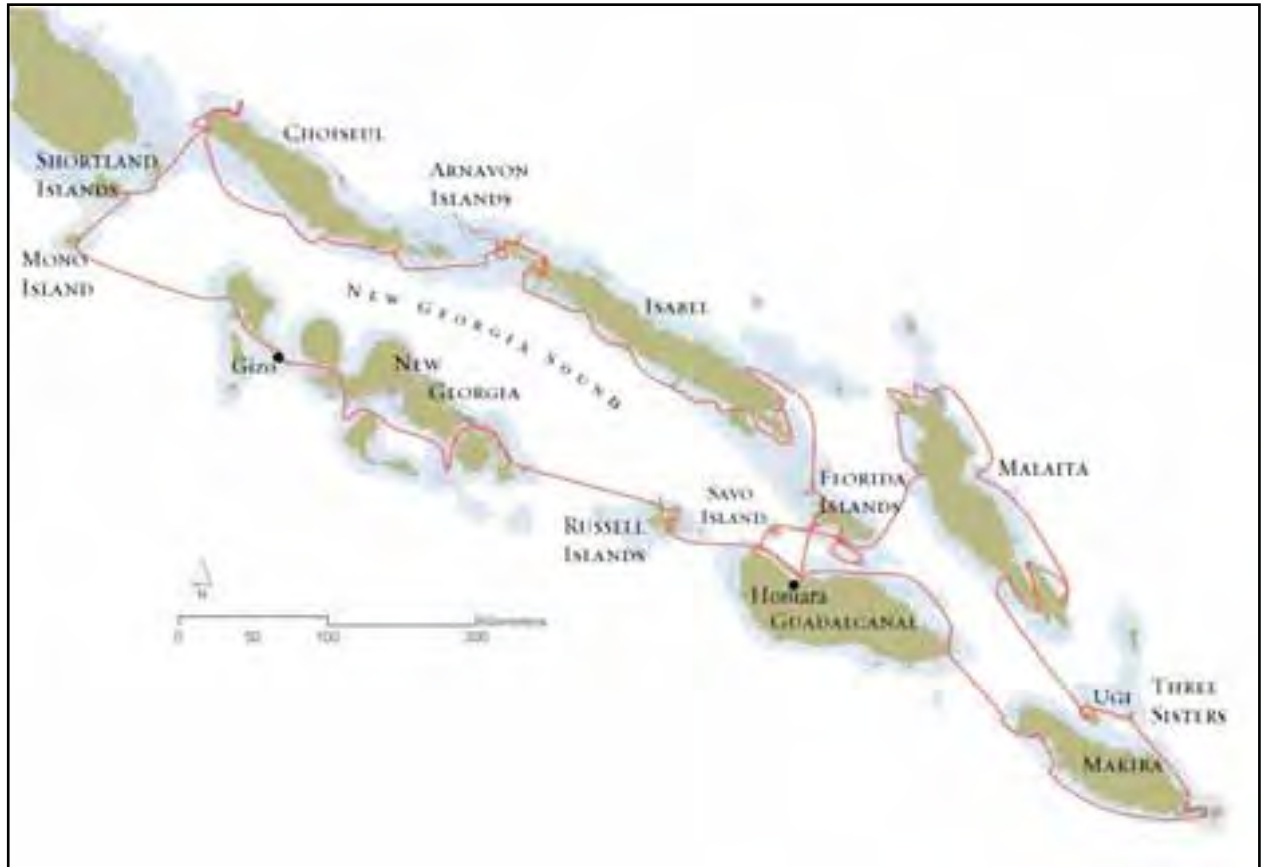 CHOISEUL
SHORTLAND
ISLANDS
ARNAVON
ISLANDS
MONO
ISLAND
NEW GEORGIA SOUND
ISABEL
Gizo
NEW
GEORGIA
MALAITA
FLORIDA
ISLANDS
SAVO
ISLAND
RUSSELL
ISLANDS
N
Honiara
GUADALCANAL
Kilometers
0
50
100
200
UGI
THREE
SISTERS
MAKIRA